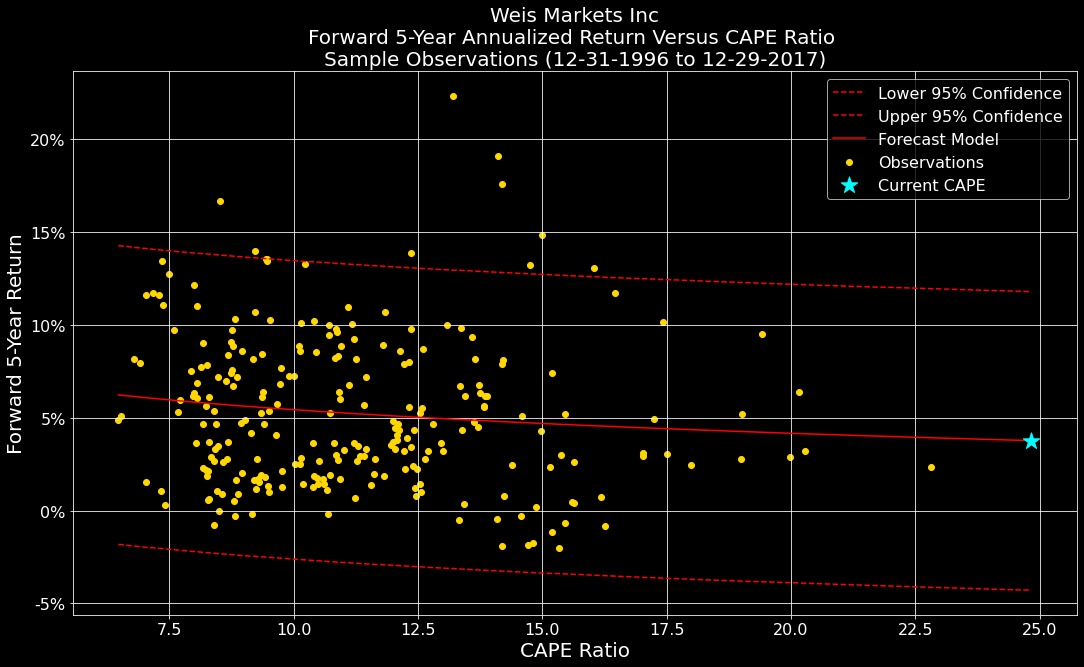 Weis Markets Inc
Forward 5-Year Annualized Return Versus CAPE Ratio
Sample Observations (12-31-1996 to 12-29-2017)
Lower 95% Confidence
Upper 95% Confidence
Forecast Model
Observations
Current CAPE
Forward 5-Year Return
20%
15%
10%
5%
0%
-5%
7.5
10.0
12.5
15.0
17.5
20.0
22.5
25.0
CAPE Ratio